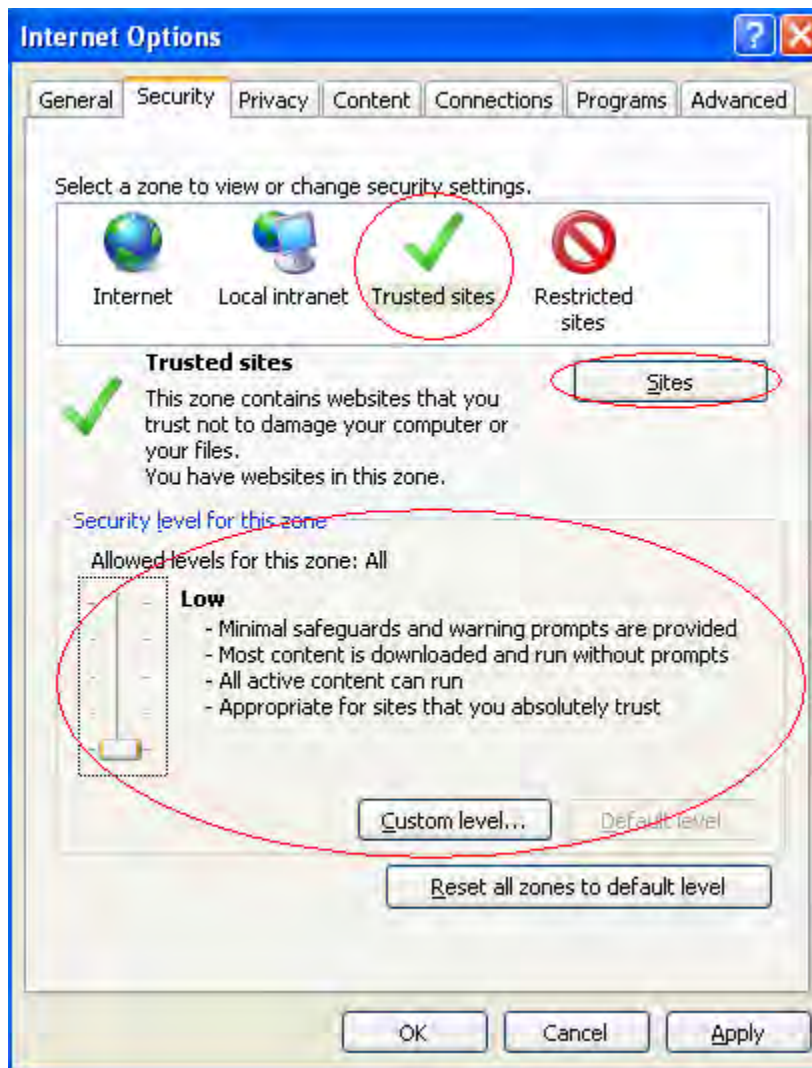 Internet Options
General Security Privacy Content Connections Programs Advanced
Select a zone to view or change security settings.
Internet Local intranet Trusted sites Restricted
sites
Trusted sites
Sites
This zone contains websites that you
trust not to damage your computer or
your files.
You have websites in this zone.
Security level for this zone
Allowed levels for this zone: All
Low
- Minimal safeguards and warning prompts are provided
- Most content is downloaded and run without prompts
- All active content can run
- Appropriate for sites that you absolutely trust
Custom level... Default level
Reset all zones to default level
OK Cancel Apply